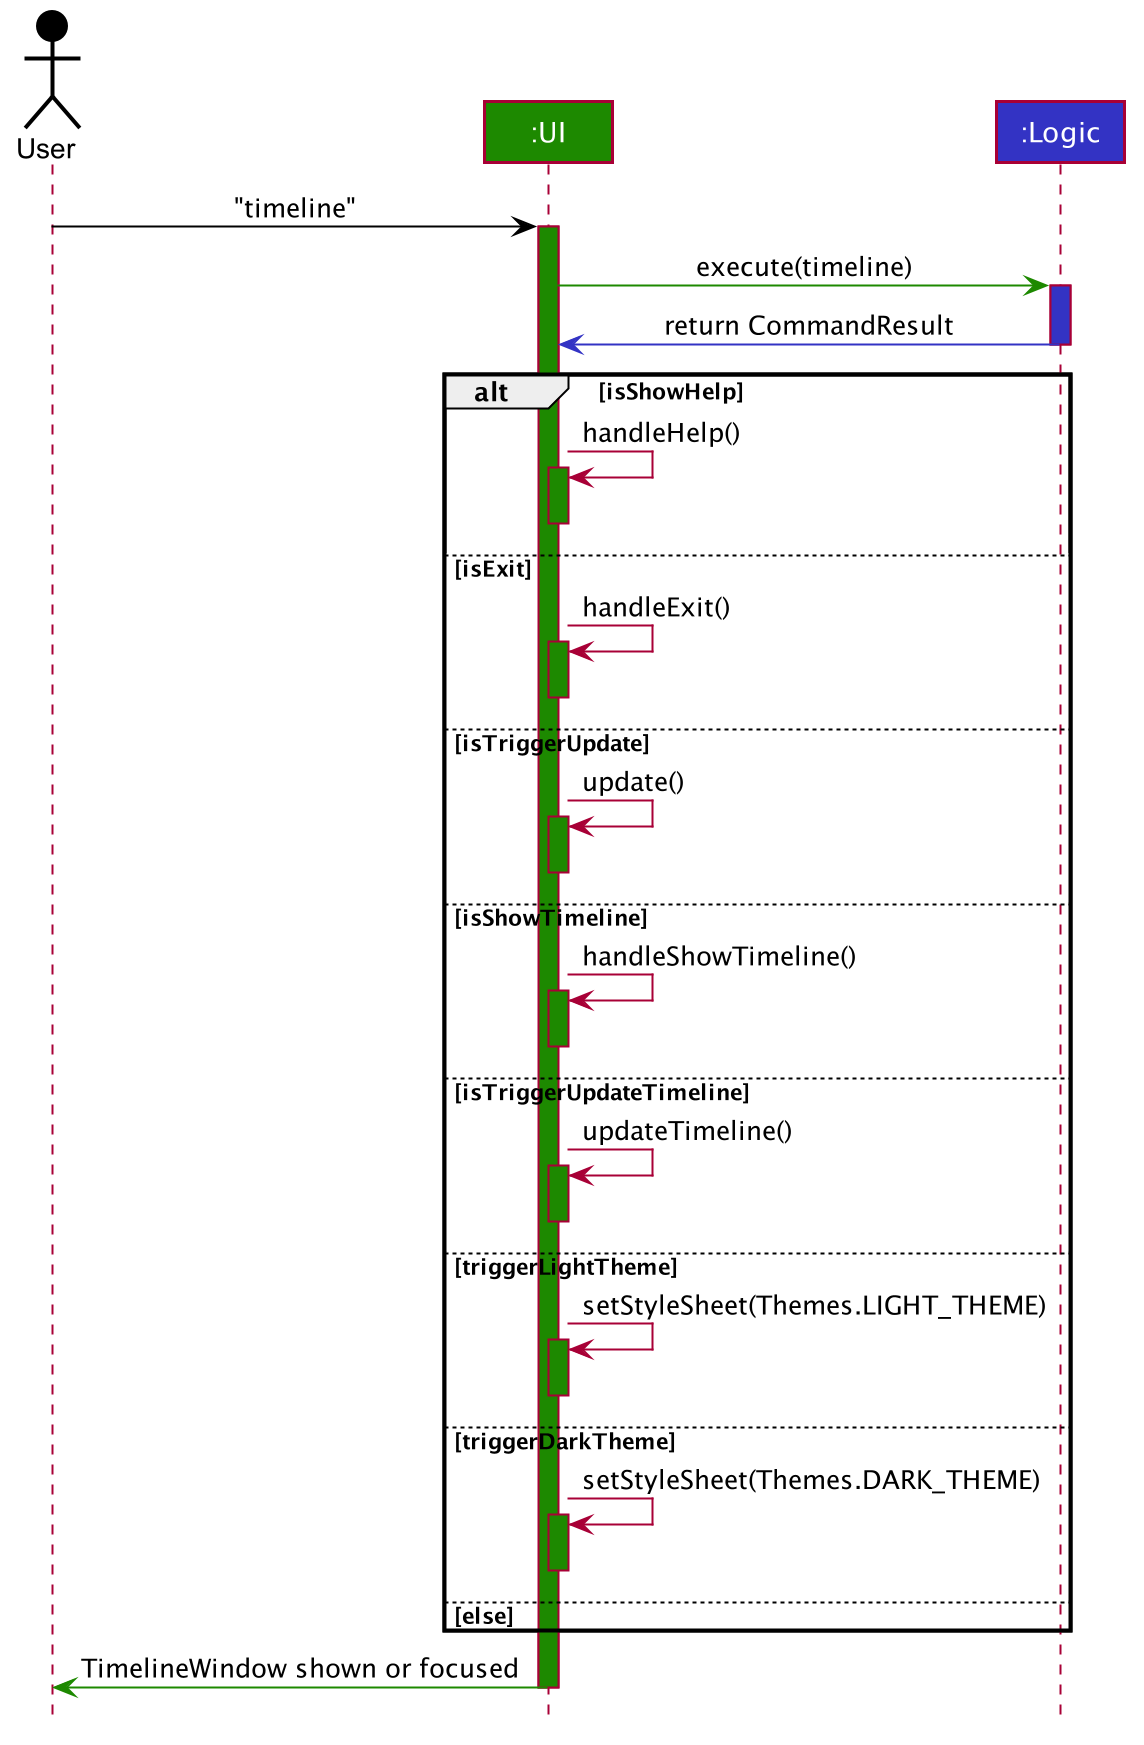 User
:UI
:Logic
"timeline"
execute(timeline)
return CommandResult
alt
[isShowHelp]
handleHelp()
[isExit]
handleExit()
[isTriggerUpdate]
update()
[isShowTimeline]
handleShowTimeline()
[isTriggerUpdateTimeline]
updateTimeline()
[triggerLightTheme]
setStyleSheet(Themes.LIGHT_THEME)
[triggerDarkTheme]
setStyleSheet(Themes.DARK_THEME)
[else]
TimelineWindow shown or focused